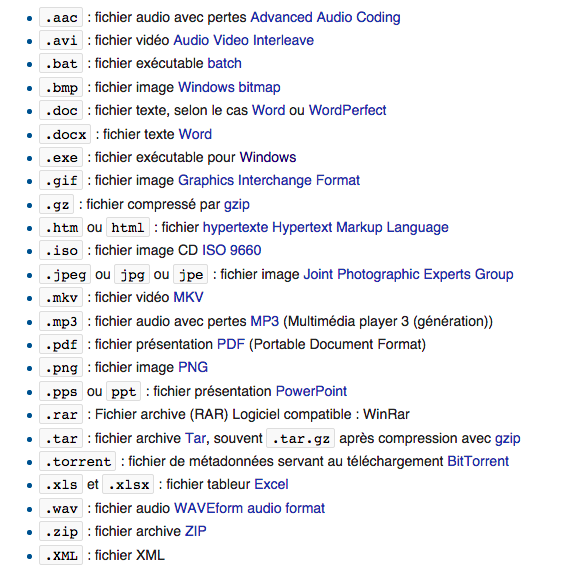 .aac : fichier audio avec pertes Advanced Audio Coding
.avi : fichier vidéo Audio Video Interleave
.bat : fichier exécutable batch
.bmp : fichier image Windows bitmap
.doc : fichier texte, selon le cas Word ou WordPerfect
.docx : fichier texte Word
.exe : fichier exécutable pour Windows
.gif : fichier image Graphics Interchange Format
.gz : fichier compressé par gzip
.htm ou html : fichier hypertexte Hypertext Markup Language
.iso : fichier image CD ISO 9660
.jpeg ou jpg ou jpe : fichier image Joint Photographic Experts Group
.mkv : fichier vidéo MKV
.mp3 : fichier audio avec pertes MP3 (Multimédia player 3 (génération))
.pdf : fichier présentation PDF (Portable Document Format)
.png : fichier image PNG
.pps ou ppt : fichier présentation PowerPoint
.rar : Fichier archive (RAR) Logiciel compatible : WinRar
.tar : fichier archive Tar, souvent .tar.gz après compression avec gzip
.torrent : fichier de métadonnées servant au téléchargement BitTorrent
.xls et .xlsx : fichier tableur Excel
.wav : fichier audio WAVEform audio format
.zip : fichier archive ZIP
.XML : fichier XML